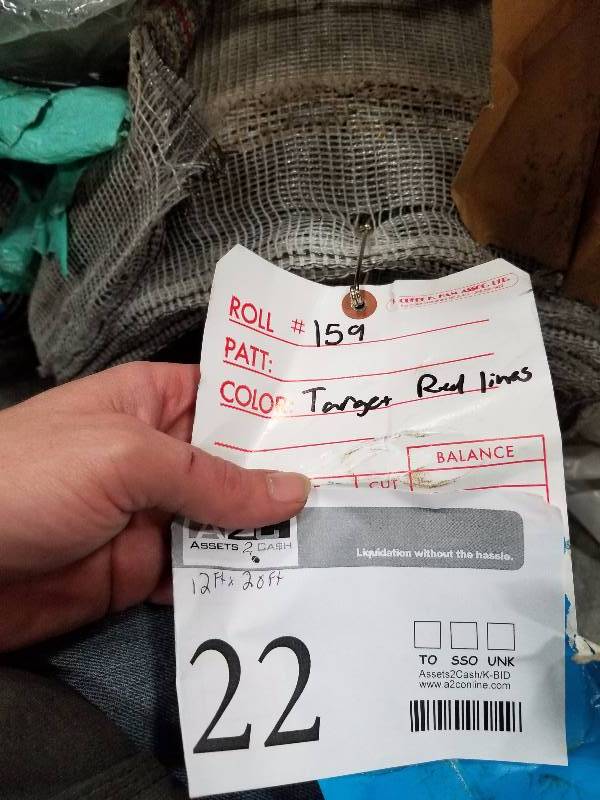 ROLL # 159
PATT:
COLOR: Target Red lines
BALANCE
CUT
A2C
ASSETS 2 CASH
Liquidation without the hassle.
12Ft x 20Ft
22
TO SSO UNK
Assets2Cash/K-BID
www.a2conline.com